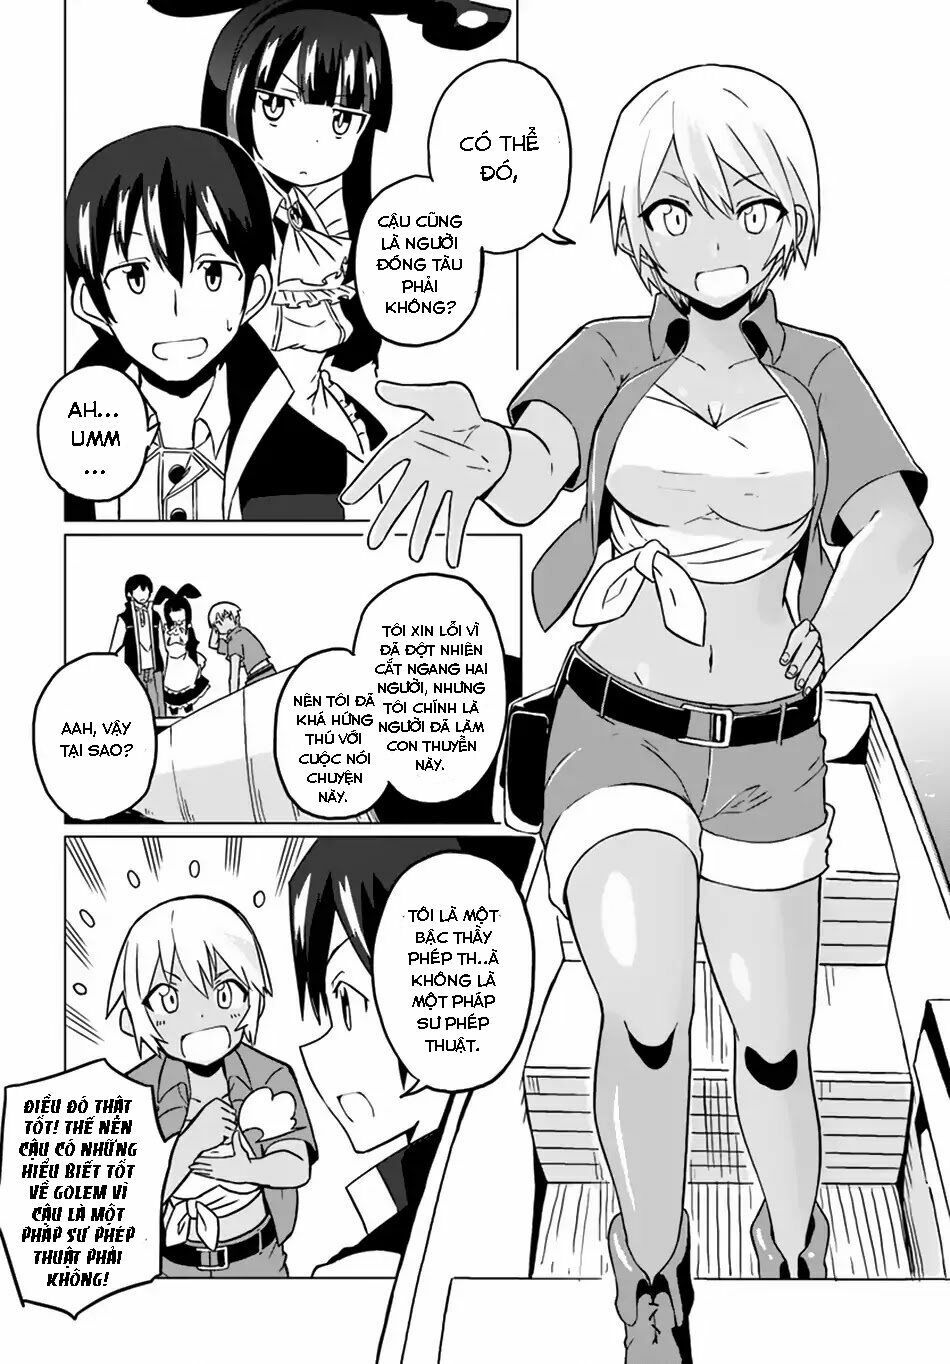 CÓ THỂ
ĐÓ,
CẬU CŨNG
LÀ NGƯỜI
ĐÓNG TÀU
PHẢI
KHÔNG?
AH...
UMM
...
TÔI XIN LỖI VÌ
ĐÃ ĐỘT NHIÊN
CẮT NGANG HAI
NGƯỜI, NHƯNG
TÔI CHÍNH LÀ
NGƯỜI ĐÃ LÀM
CON THUYỀN
NÀY.
NÊN TÔI ĐÃ
KHÁ HỨNG
THÚ VỚI
CUỘC NÓI
CHUYỆN
NÀY.
AAH, VẬY
TẠI SAO?
TÔI LÀ MỘT
BẬC THẦY
PHÉP TH..À
KHÔNG LÀ
MỘT PHÁP
SƯ PHÉP
THUẬT.
ĐIỀU ĐÓ THẬT
TỐT! THẾ NÊN
CẬU CÓ NHỮNG
HIỂU BIẾT TỐT
VỀ GOLEM VÌ
CẬU LÀ MỘT
PHÁP SƯ PHÉP
THUẬT PHẢI
KHÔNG!